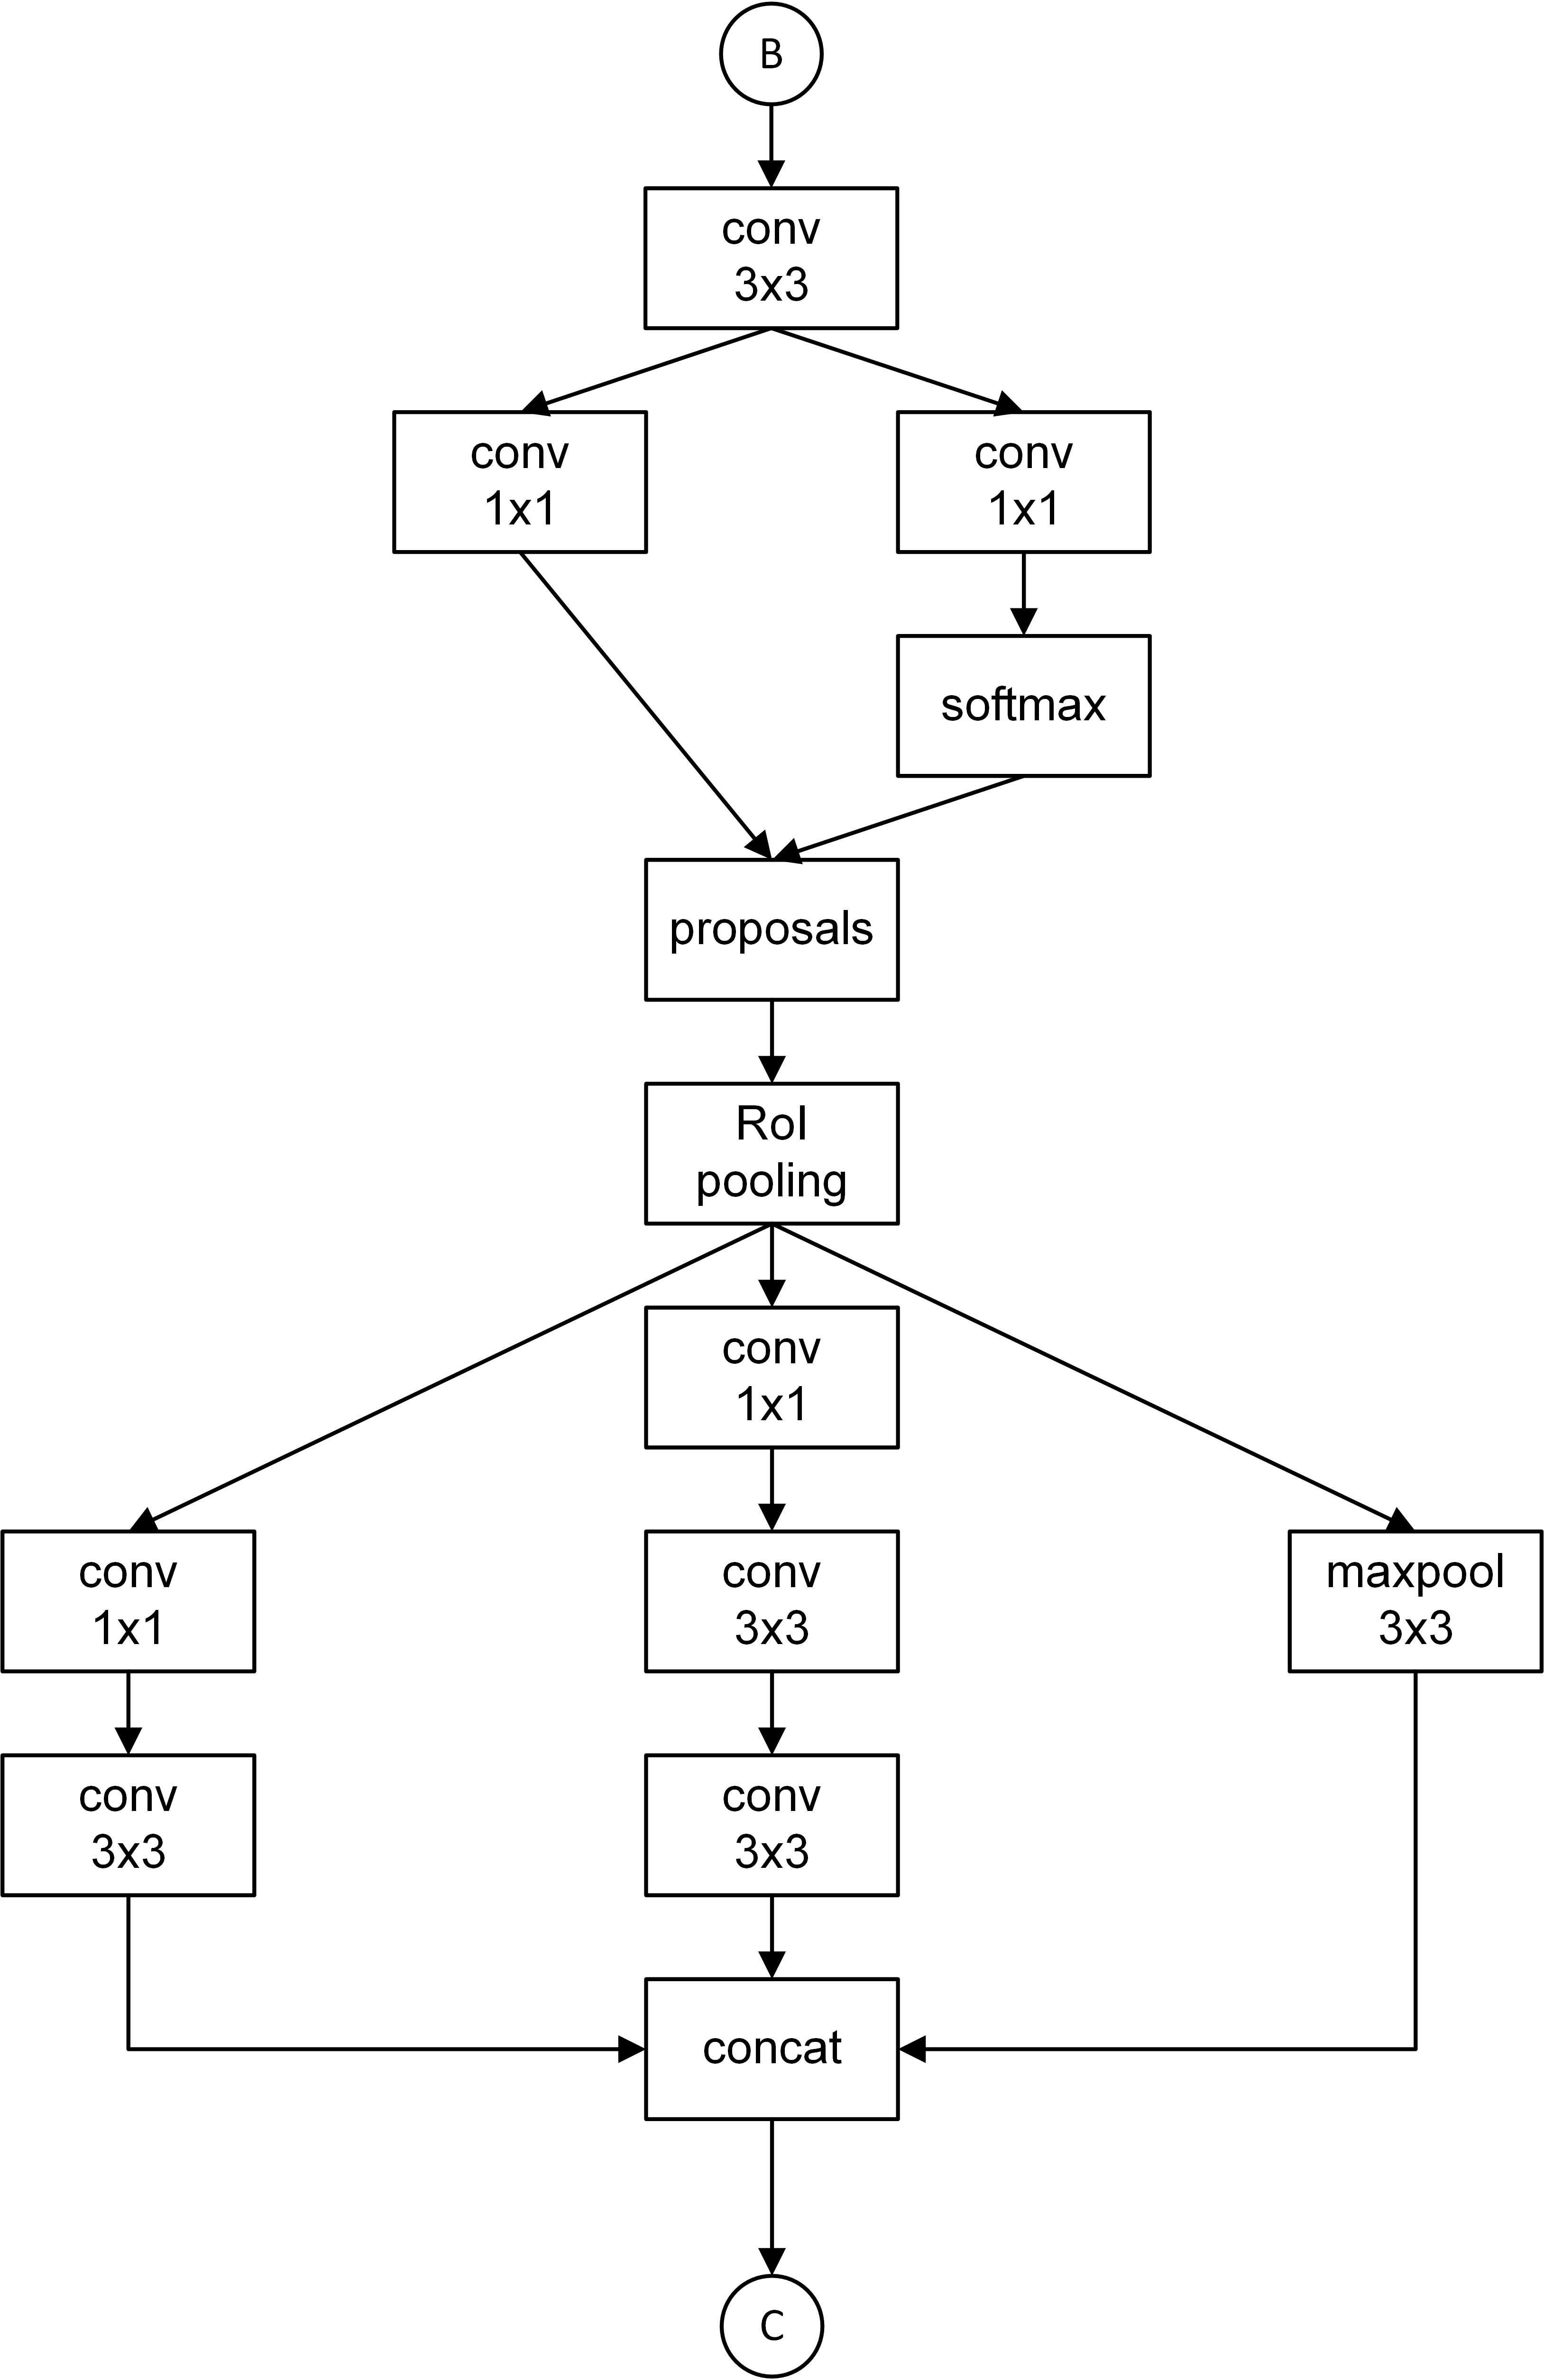 B
conv
3x3
conv
1x1
conv
1x1
softmax
proposals
RoI
pooling
conv
1x1
conv
1x1
conv
3x3
maxpool
3x3
conv
3x3
conv
3x3
concat
C